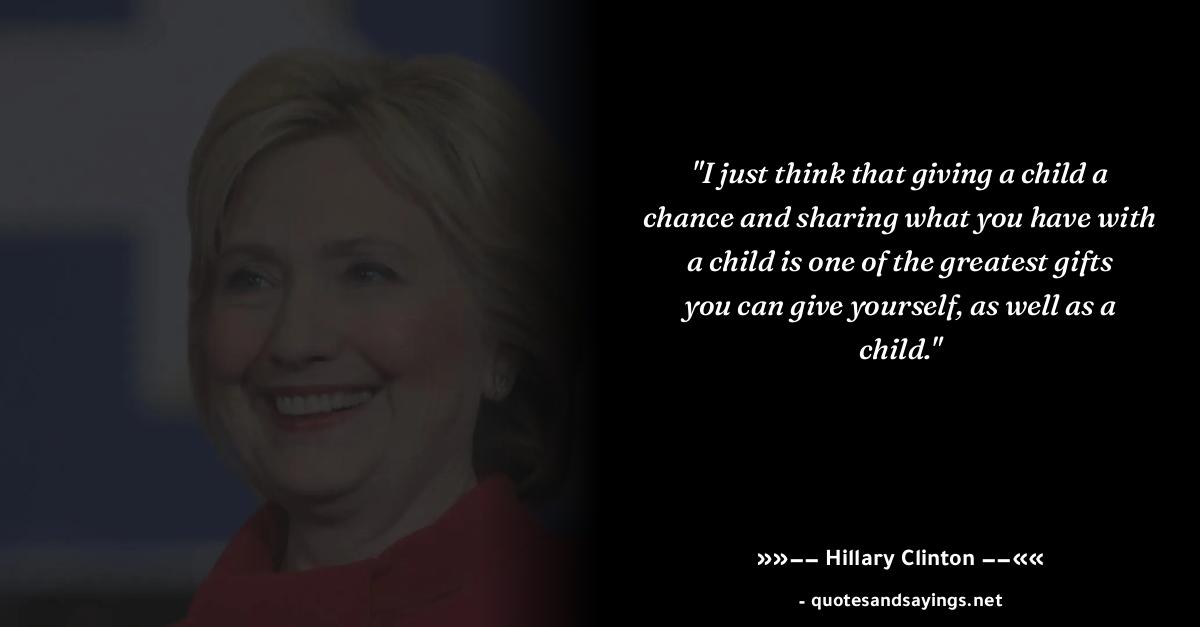 "I just think that giving a child a
chance and sharing what you have with
a child is one of the greatest gifts
you can give yourself, as well as a
child."
»»–– Hillary Clinton ––««
- quotesandsayings.net